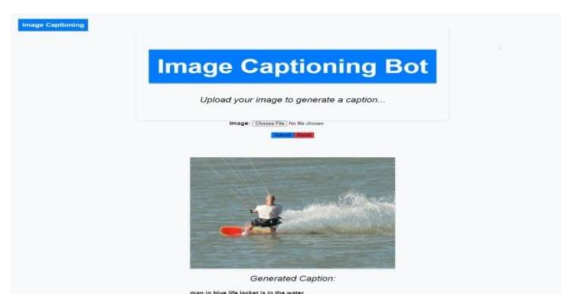 Image Captioning
Image Captioning Bot
Upload your image to generate a caption...
Image: Choose File No file chosen
Submit Reset
Generated Caption:
man in blue life jacket is in the water